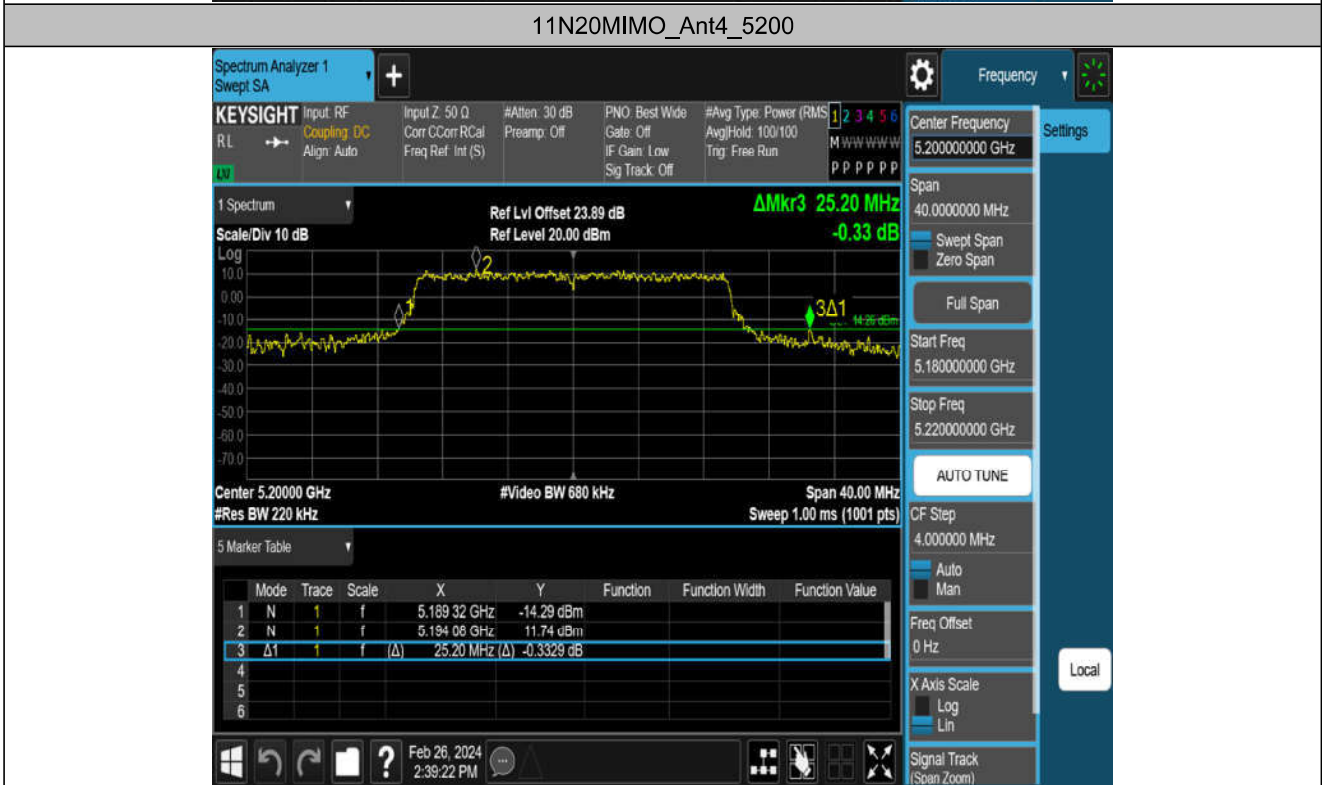 11N20MIMO_Ant4_5200
Spectrum Analyzer 1
Swept SA
+
Frequency
KEYSIGHT
RL
LXI
Input: RF
Coupling: DC
Align: Auto
Input Z: 50 Ω
Corr CCorr RCal
Freq Ref: Int (S)
#Atten: 30 dB
Preamp: Off
PNO: Best Wide
Gate: Off
IF Gain: Low
Sig Track: Off
#Avg Type: Power (RMS
Avg|Hold: 100/100
Trig: Free Run
1 2 3 4 5 6
M W W W W W
P P P P P P
Center Frequency
5.200000000 GHz
Settings
Span
40.0000000 MHz
Swept Span
Zero Span
Full Span
Start Freq
5.180000000 GHz
Stop Freq
5.220000000 GHz
AUTO TUNE
CF Step
4.000000 MHz
Auto
Man
Freq Offset
0 Hz
X Axis Scale
Log
Lin
Signal Track
(Span Zoom)
Local
1 Spectrum
Scale/Div 10 dB
Ref Lvl Offset 23.89 dB
Ref Level 20.00 dBm
ΔMkr3 25.20 MHz
-0.33 dB
Log
10.0
0.00
-10.0
-20.0
-30.0
-40.0
-50.0
-60.0
-70.0
1
2
3Δ1
-14.26 dBm
Center 5.20000 GHz
#Res BW 220 kHz
#Video BW 680 kHz
Span 40.00 MHz
Sweep 1.00 ms (1001 pts)
5 Marker Table
Mode Trace Scale X Y Function Function Width Function Value
1 N 1 f 5.189 32 GHz -14.29 dBm
2 N 1 f 5.194 08 GHz 11.74 dBm
3 Δ1 1 f (Δ) 25.20 MHz (Δ) -0.3329 dB
4
5
6
?
Feb 26, 2024
2:39:22 PM